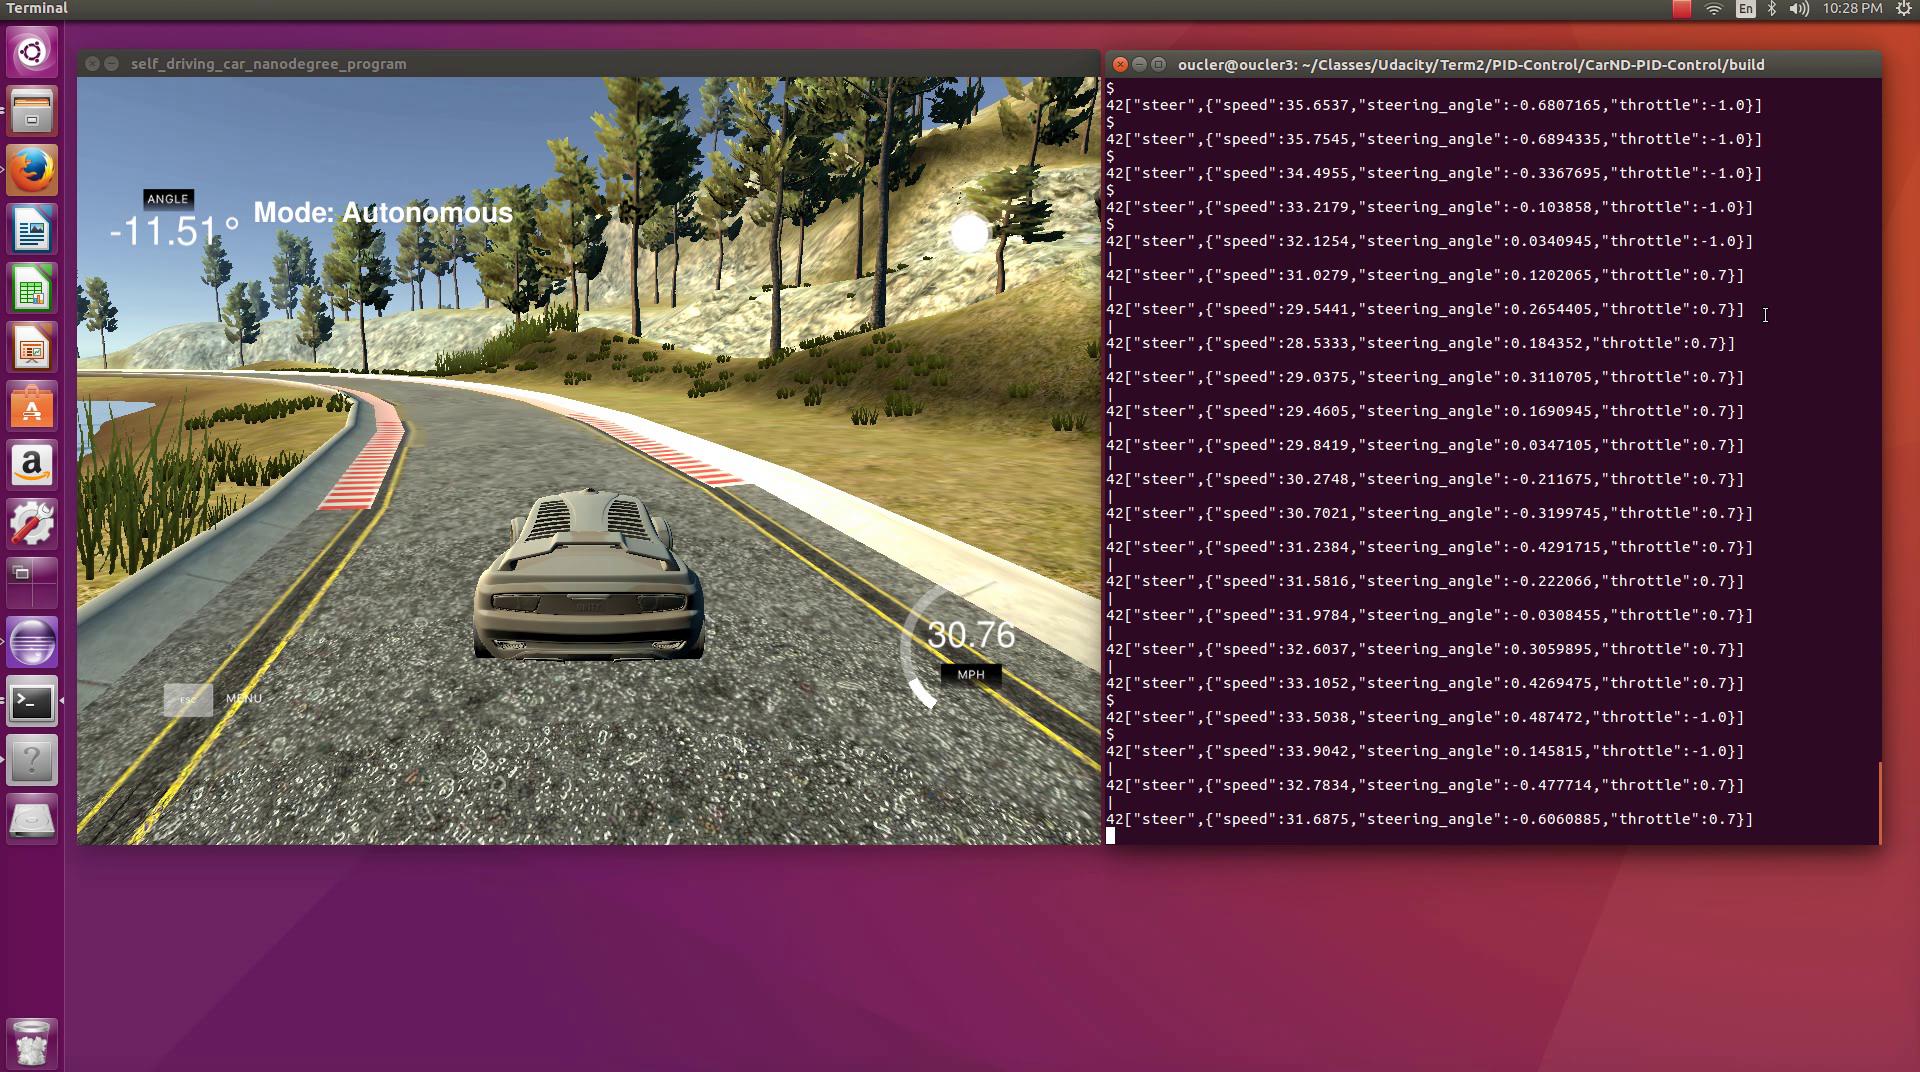 Terminal
En
10:28 PM
self_driving_car_nanodegree_program
ANGLE
-11.51°
Mode: Autonomous
30.76
MPH
ESC
MENU
a
?
oucler@oucler3: ~/Classes/Udacity/Term2/PID-Control/CarND-PID-Control/build
$
42["steer",{"speed":35.6537,"steering_angle":-0.6807165,"throttle":-1.0}]
$
42["steer",{"speed":35.7545,"steering_angle":-0.6894335,"throttle":-1.0}]
$
42["steer",{"speed":34.4955,"steering_angle":-0.3367695,"throttle":-1.0}]
$
42["steer",{"speed":33.2179,"steering_angle":-0.103858,"throttle":-1.0}]
$
42["steer",{"speed":32.1254,"steering_angle":0.0340945,"throttle":-1.0}]
|
42["steer",{"speed":31.0279,"steering_angle":0.1202065,"throttle":0.7}]
|
42["steer",{"speed":29.5441,"steering_angle":0.2654405,"throttle":0.7}]
|
42["steer",{"speed":28.5333,"steering_angle":0.184352,"throttle":0.7}]
|
42["steer",{"speed":29.0375,"steering_angle":0.3110705,"throttle":0.7}]
|
42["steer",{"speed":29.4605,"steering_angle":0.1690945,"throttle":0.7}]
|
42["steer",{"speed":29.8419,"steering_angle":0.0347105,"throttle":0.7}]
|
42["steer",{"speed":30.2748,"steering_angle":-0.211675,"throttle":0.7}]
|
42["steer",{"speed":30.7021,"steering_angle":-0.3199745,"throttle":0.7}]
|
42["steer",{"speed":31.2384,"steering_angle":-0.4291715,"throttle":0.7}]
|
42["steer",{"speed":31.5816,"steering_angle":-0.222066,"throttle":0.7}]
|
42["steer",{"speed":31.9784,"steering_angle":-0.0308455,"throttle":0.7}]
|
42["steer",{"speed":32.6037,"steering_angle":0.3059895,"throttle":0.7}]
|
42["steer",{"speed":33.1052,"steering_angle":0.4269475,"throttle":0.7}]
$
42["steer",{"speed":33.5038,"steering_angle":0.487472,"throttle":-1.0}]
$
42["steer",{"speed":33.9042,"steering_angle":0.145815,"throttle":-1.0}]
|
42["steer",{"speed":32.7834,"steering_angle":-0.477714,"throttle":0.7}]
|
42["steer",{"speed":31.6875,"steering_angle":-0.6060885,"throttle":0.7}]